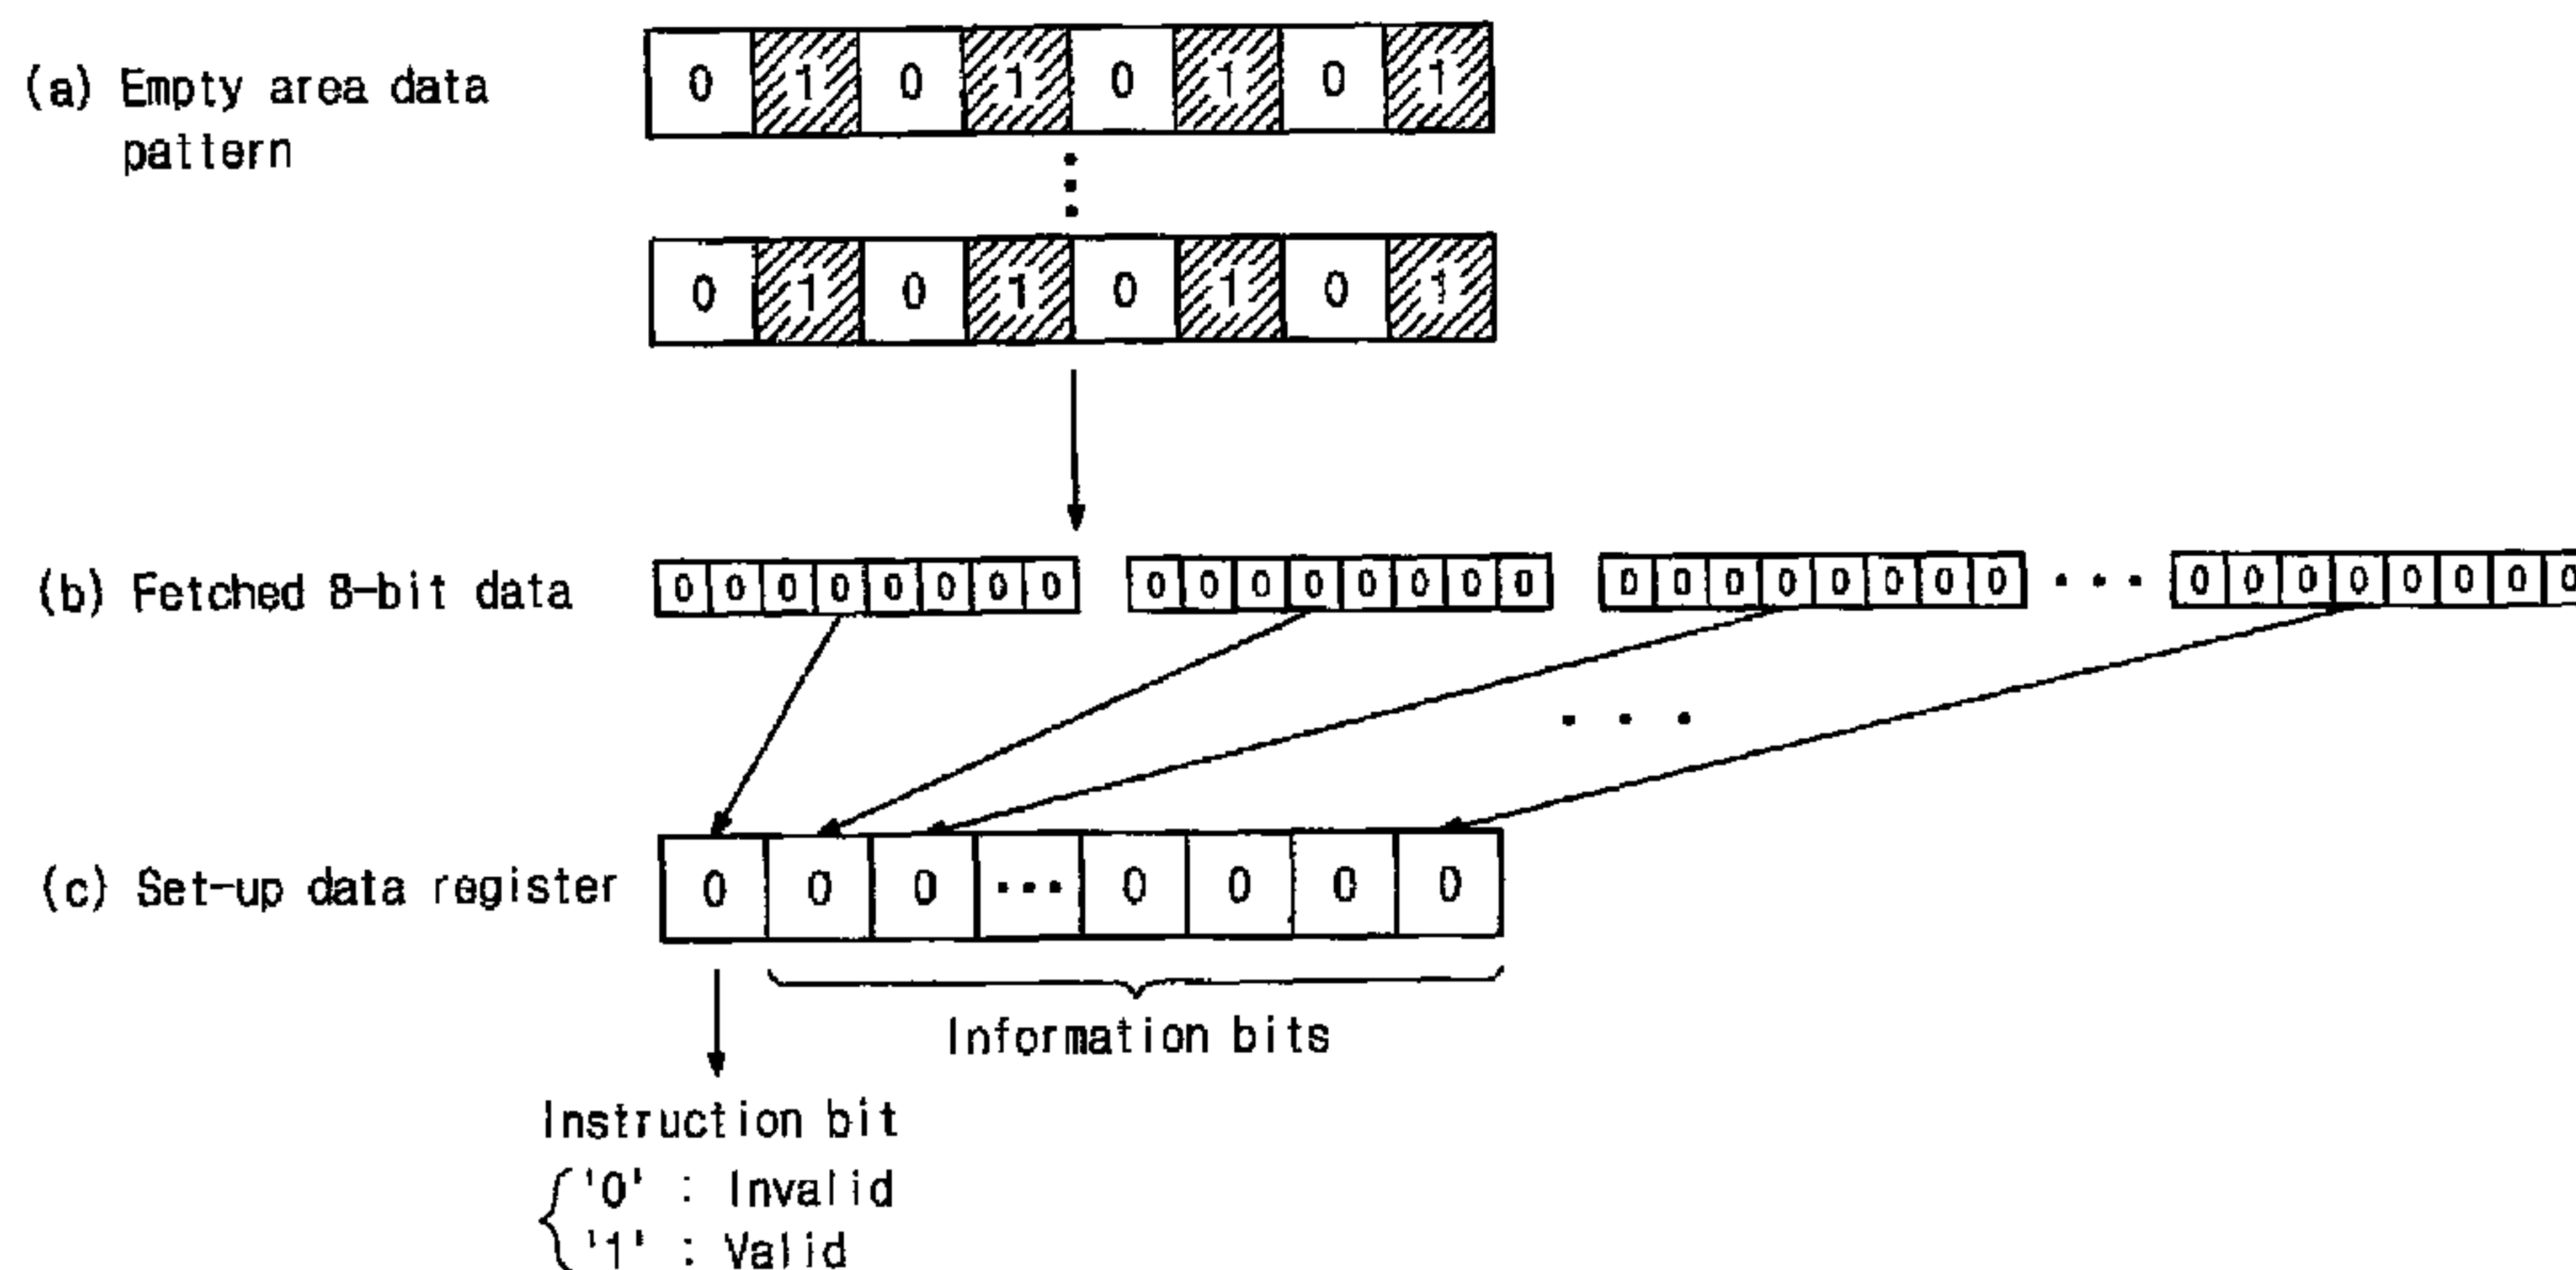 (a) Empty area data
pattern
0 1 0 1 0 1 0 1
0 1 0 1 0 1 0 1
(b) Fetched 8-bit data
0 0 0 0 0 0 0 0 0 0 0 0 0 0 0 0 0 0 0 0 0 0 0 0 ··· 0 0 0 0 0 0 0 0
(c) Set-up data register
0 0 0 ··· 0 0 0 0
Information bits
Instruction bit
'0' : Invalid
'1' : Valid